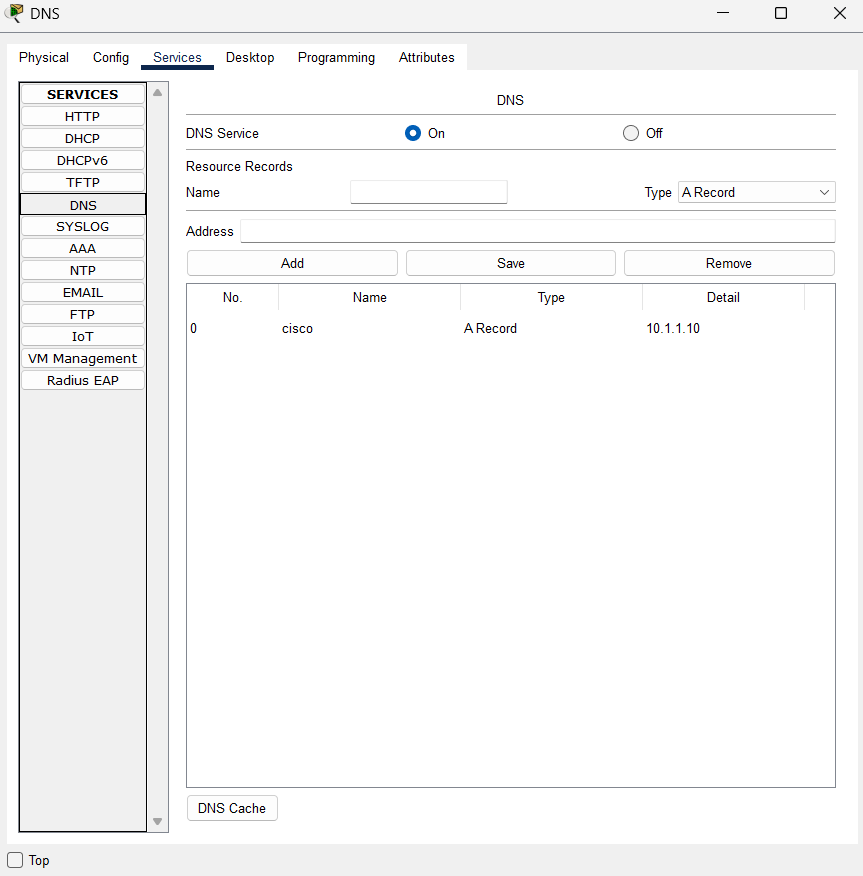 DNS
Physical Config Services Desktop Programming Attributes
SERVICES
HTTP
DHCP
DHCPv6
TFTP
DNS
SYSLOG
AAA
NTP
EMAIL
FTP
IoT
VM Management
Radius EAP
DNS
DNS Service On Off
Resource Records
Name Type A Record
Address
Add Save Remove
No. Name Type Detail
0 cisco A Record 10.1.1.10
DNS Cache
Top